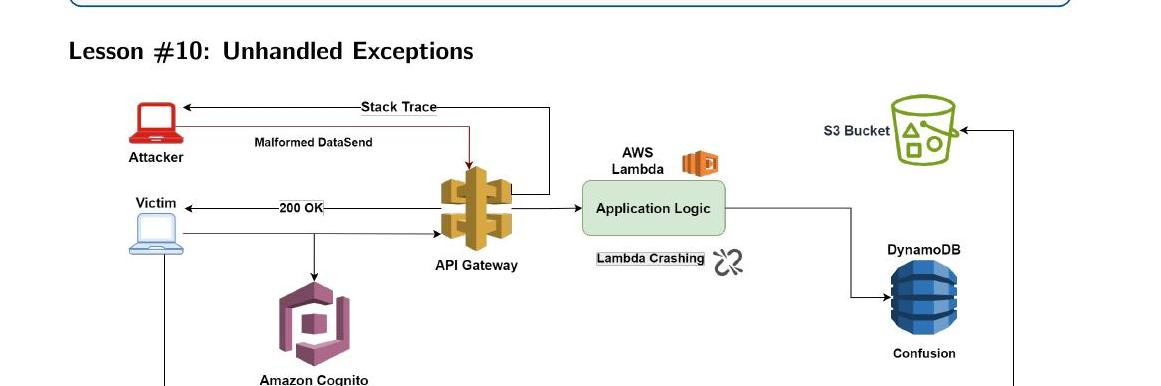 Lesson #10: Unhandled Exceptions
Stack Trace
Malformed DataSend
Attacker
S3 Bucket
AWS
Lambda
Victim
200 OK
Application Logic
API Gateway
Lambda Crashing
DynamoDB
Confusion
Amazon Cognito